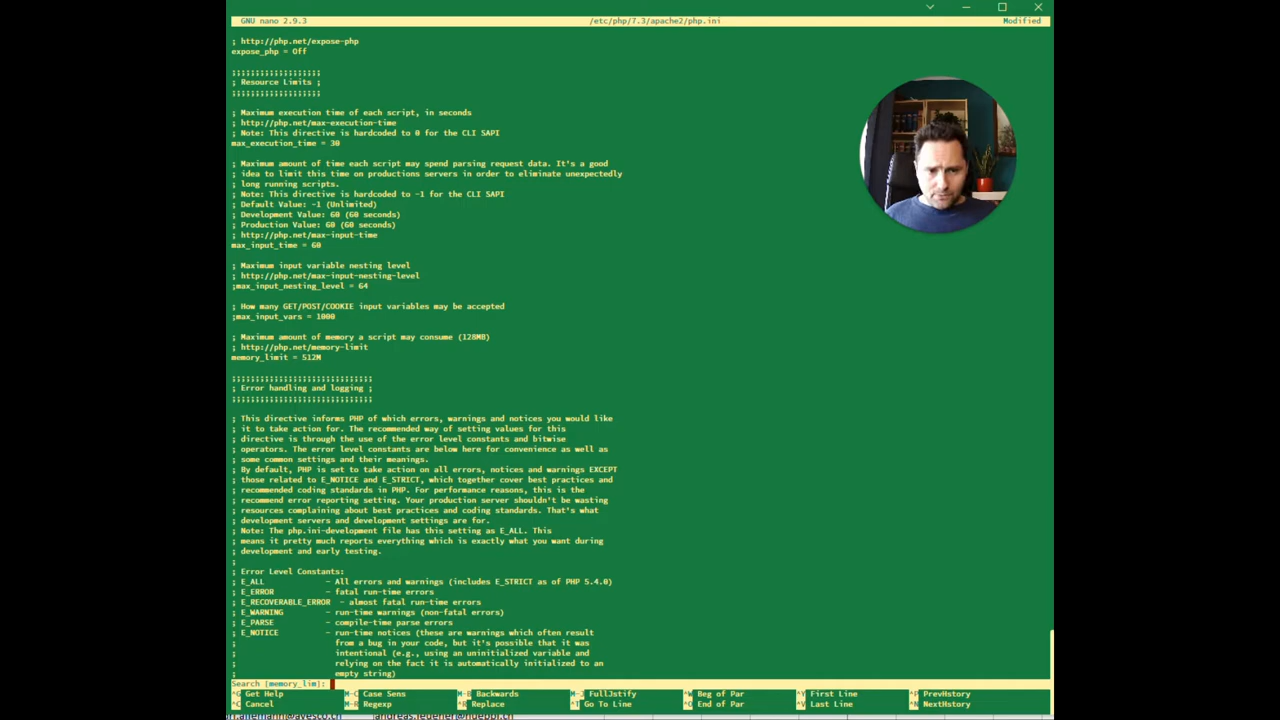 GNU nano 2.9.3 /etc/php/7.3/apache2/php.ini Modified
; http://php.net/expose-php
expose_php = Off
;;;;;;;;;;;;;;;;;;;
; Resource Limits ;
;;;;;;;;;;;;;;;;;;;
; Maximum execution time of each script, in seconds
; http://php.net/max-execution-time
; Note: This directive is hardcoded to 0 for the CLI SAPI
max_execution_time = 30
; Maximum amount of time each script may spend parsing request data. It's a good
; idea to limit this time on productions servers in order to eliminate unexpectedly
; long running scripts.
; Note: This directive is hardcoded to -1 for the CLI SAPI
; Default Value: -1 (Unlimited)
; Development Value: 60 (60 seconds)
; Production Value: 60 (60 seconds)
; http://php.net/max-input-time
max_input_time = 60
; Maximum input variable nesting level
; http://php.net/max-input-nesting-level
;max_input_nesting_level = 64
; How many GET/POST/COOKIE input variables may be accepted
;max_input_vars = 1000
; Maximum amount of memory a script may consume (128MB)
; http://php.net/memory-limit
memory_limit = 512M
;;;;;;;;;;;;;;;;;;;;;;;;;;;;;;
; Error handling and logging ;
;;;;;;;;;;;;;;;;;;;;;;;;;;;;;;
; This directive informs PHP of which errors, warnings and notices you would like
; it to take action for. The recommended way of setting values for this
; directive is through the use of the error level constants and bitwise
; operators. The error level constants are below here for convenience as well as
; some common settings and their meanings.
; By default, PHP is set to take action on all errors, notices and warnings EXCEPT
; those related to E_NOTICE and E_STRICT, which together cover best practices and
; recommended coding standards in PHP. For performance reasons, this is the
; recommend error reporting setting. Your production server shouldn't be wasting
; resources complaining about best practices and coding standards. That's what
; development servers and development settings are for.
; Note: The php.ini-development file has this setting as E_ALL. This
; means it pretty much reports everything which is exactly what you want during
; development and early testing.
;
; Error Level Constants:
; E_ALL - All errors and warnings (includes E_STRICT as of PHP 5.4.0)
; E_ERROR - fatal run-time errors
; E_RECOVERABLE_ERROR - almost fatal run-time errors
; E_WARNING - run-time warnings (non-fatal errors)
; E_PARSE - compile-time parse errors
; E_NOTICE - run-time notices (these are warnings which often result
; from a bug in your code, but it's possible that it was
; intentional (e.g., using an uninitialized variable and
; relying on the fact it is automatically initialized to an
; empty string)
Search [memory_lim]:
^G Get Help M-C Case Sens M-B Backwards M-J FullJstify ^W Beg of Par ^Y First Line ^P PrevHstory
^C Cancel M-R Regexp ^R Replace ^T Go To Line ^O End of Par ^V Last Line ^N NextHstory